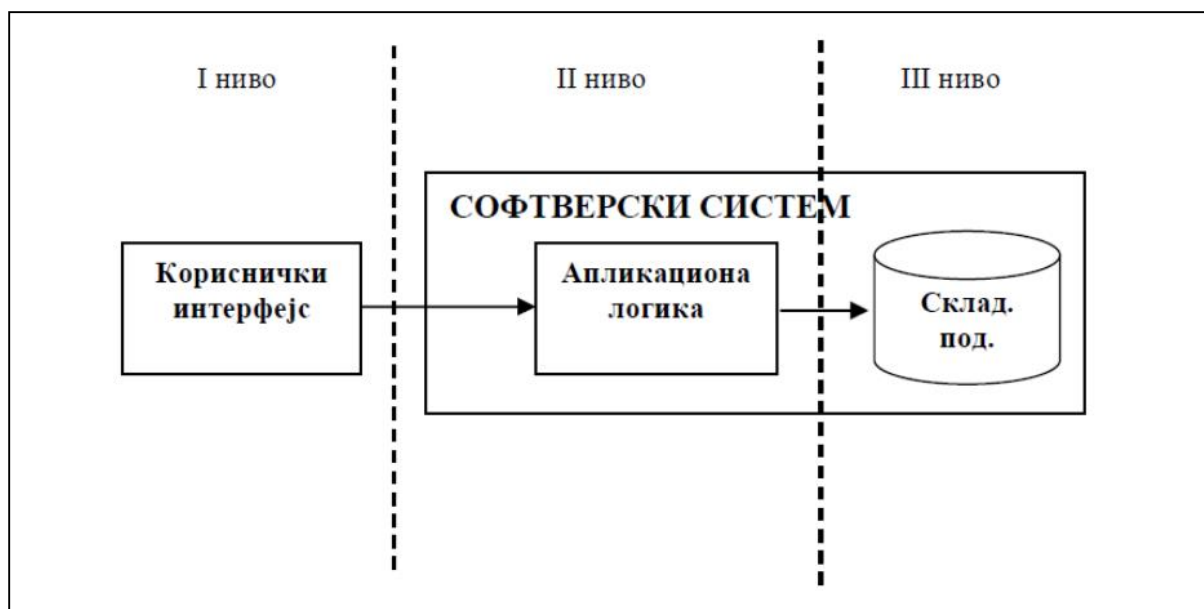 I ниво
II ниво
III ниво
СОФТВЕРСКИ СИСТЕМ
Кориснички
интерфејс
Апликациона
логика
Склад.
под.